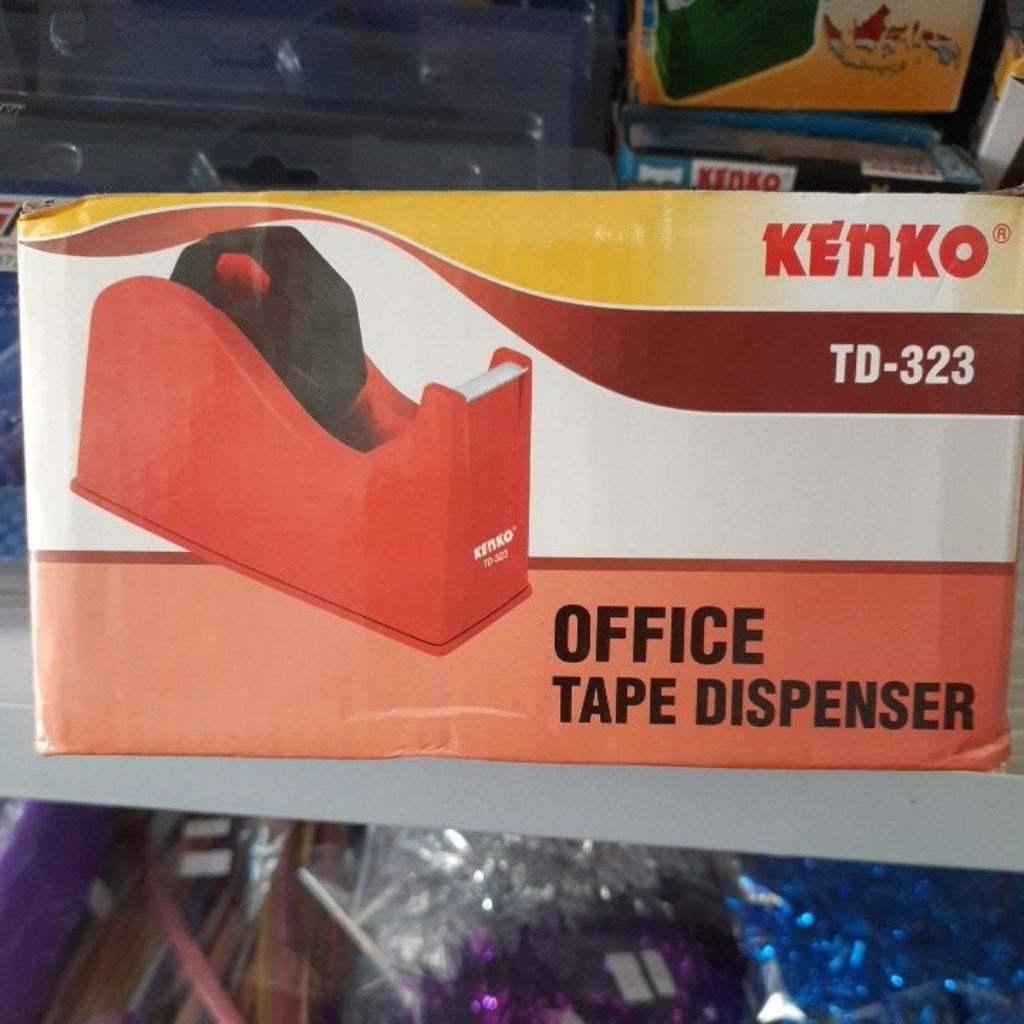 KENKO
KENKO®
TD-323
KENKO®
TD-323
OFFICE
TAPE DISPENSER